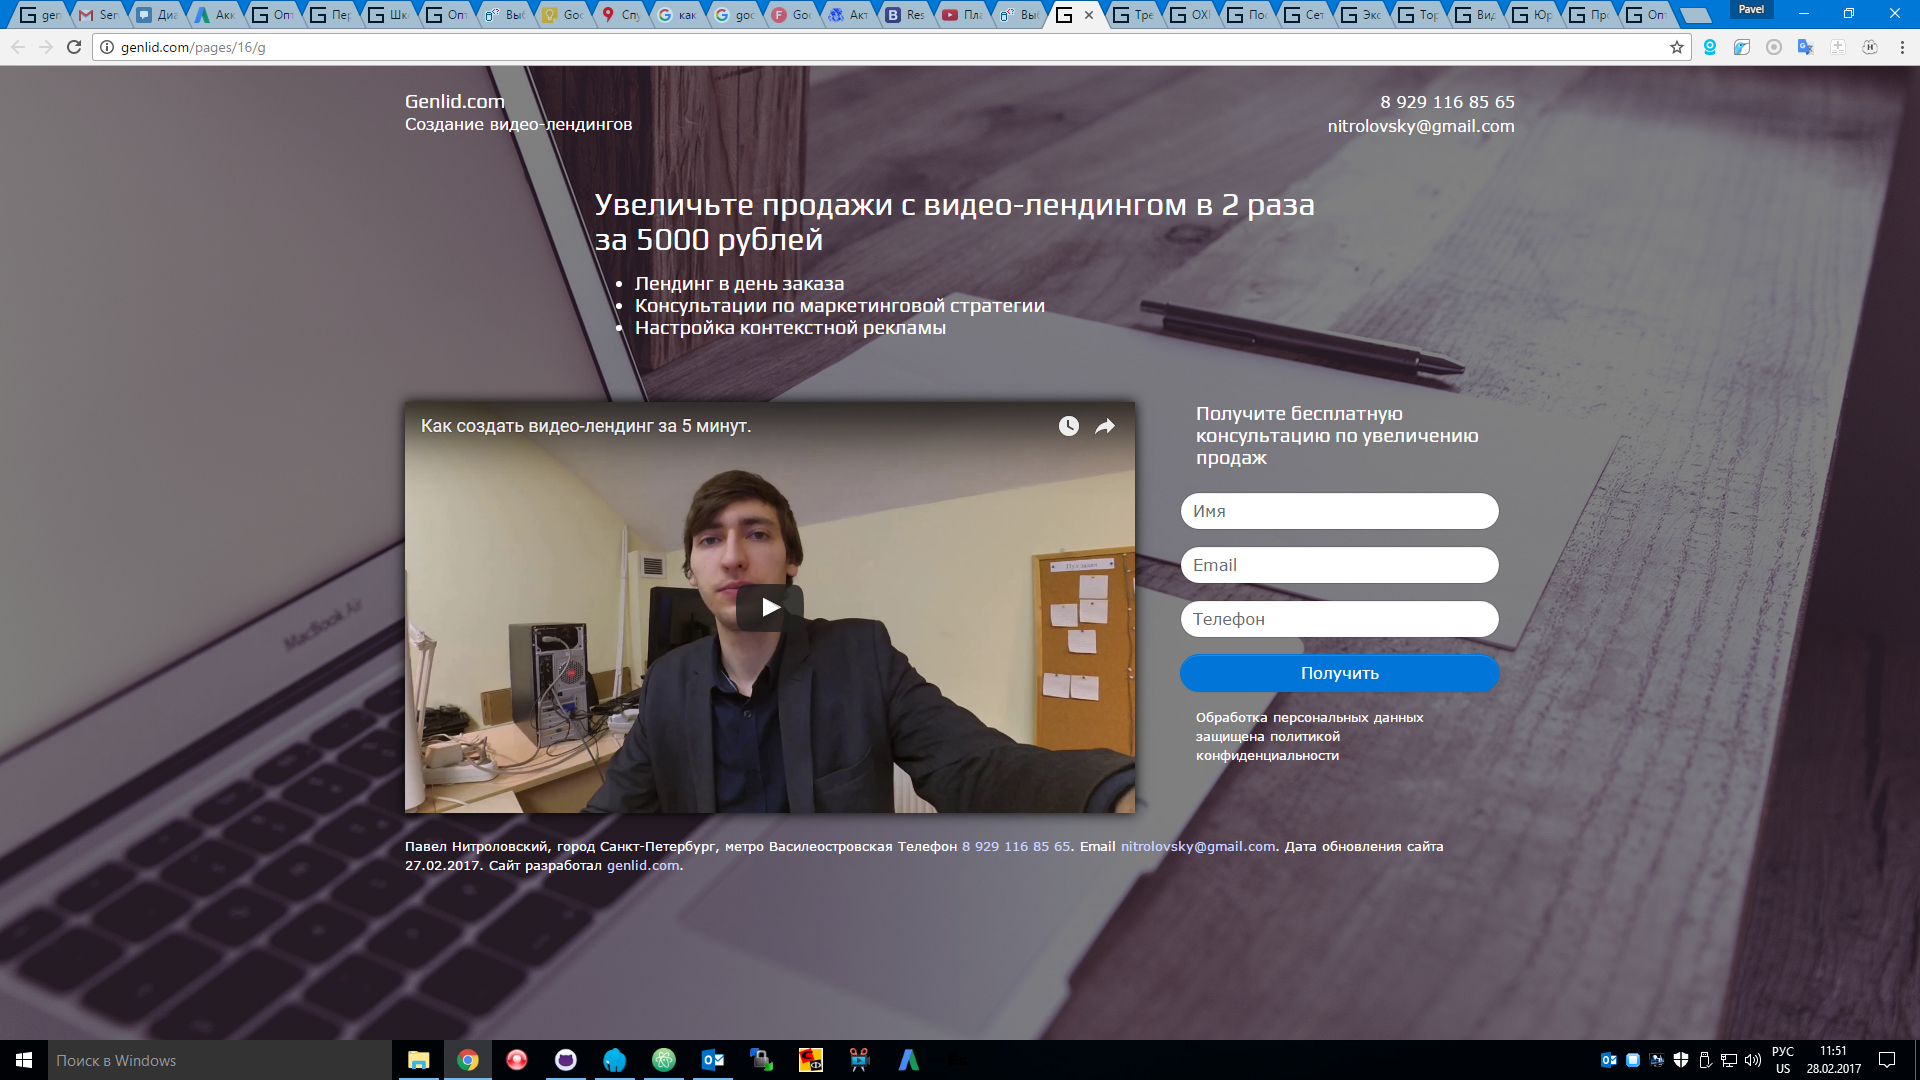 gen
Sen
Диа
Акк
Опт
Пер
Шк
Опт
Выб
Goo
Спу
как
goo
Goo
Акт
Res
Пла
Выб
Тре
OXI
Пос
Сет
Экс
Тор
Вид
Юр
Про
Опт
Pavel
genlid.com/pages/16/g
Genlid.com
Создание видео-лендингов
8 929 116 85 65
nitrolovsky@gmail.com
Увеличьте продажи с видео-лендингом в 2 раза
за 5000 рублей
Лендинг в день заказа
Консультации по маркетинговой стратегии
Настройка контекстной рекламы
Как создать видео-лендинг за 5 минут.
Пул задач
MacBook Air
Получите бесплатную
консультацию по увеличению
продаж
Имя
Email
Телефон
Получить
Обработка персональных данных
защищена политикой
конфиденциальности
Павел Нитроловский, город Санкт-Петербург, метро Василеостровская Телефон 8 929 116 85 65. Email nitrolovsky@gmail.com. Дата обновления сайта
27.02.2017. Сайт разработал genlid.com.
Поиск в Windows
РУС
US
11:51
28.02.2017